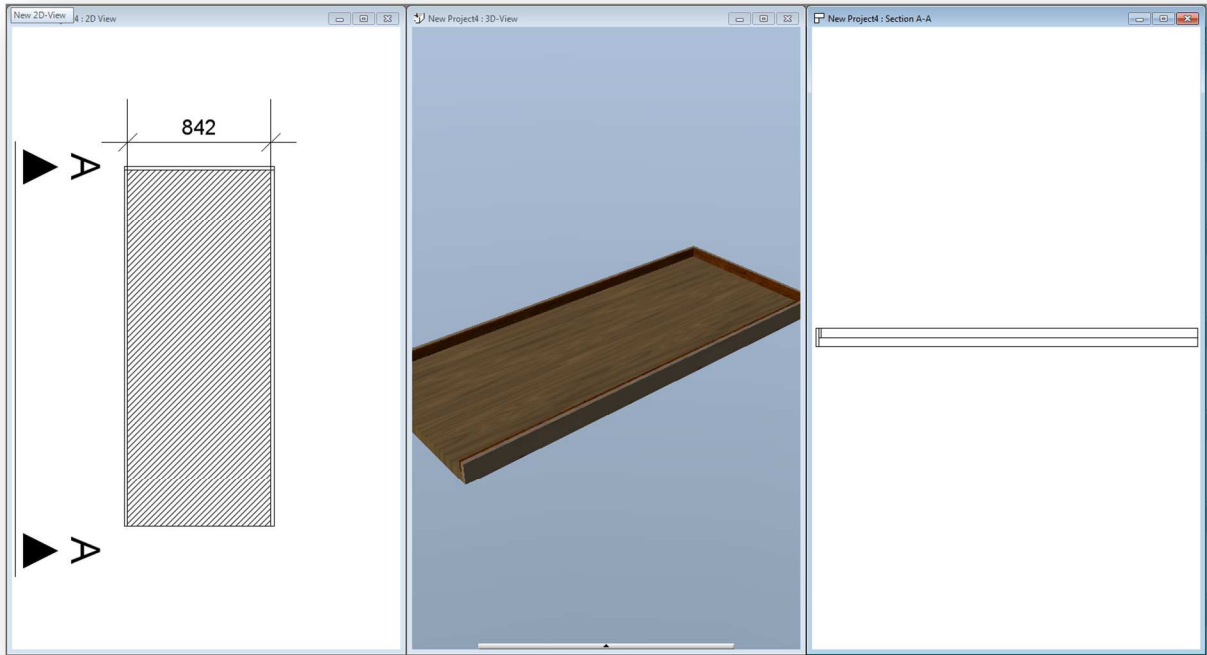 New 2D-View
4 : 2D View
New Project4 : 3D-View
New Project4 : Section A-A
842
A
A